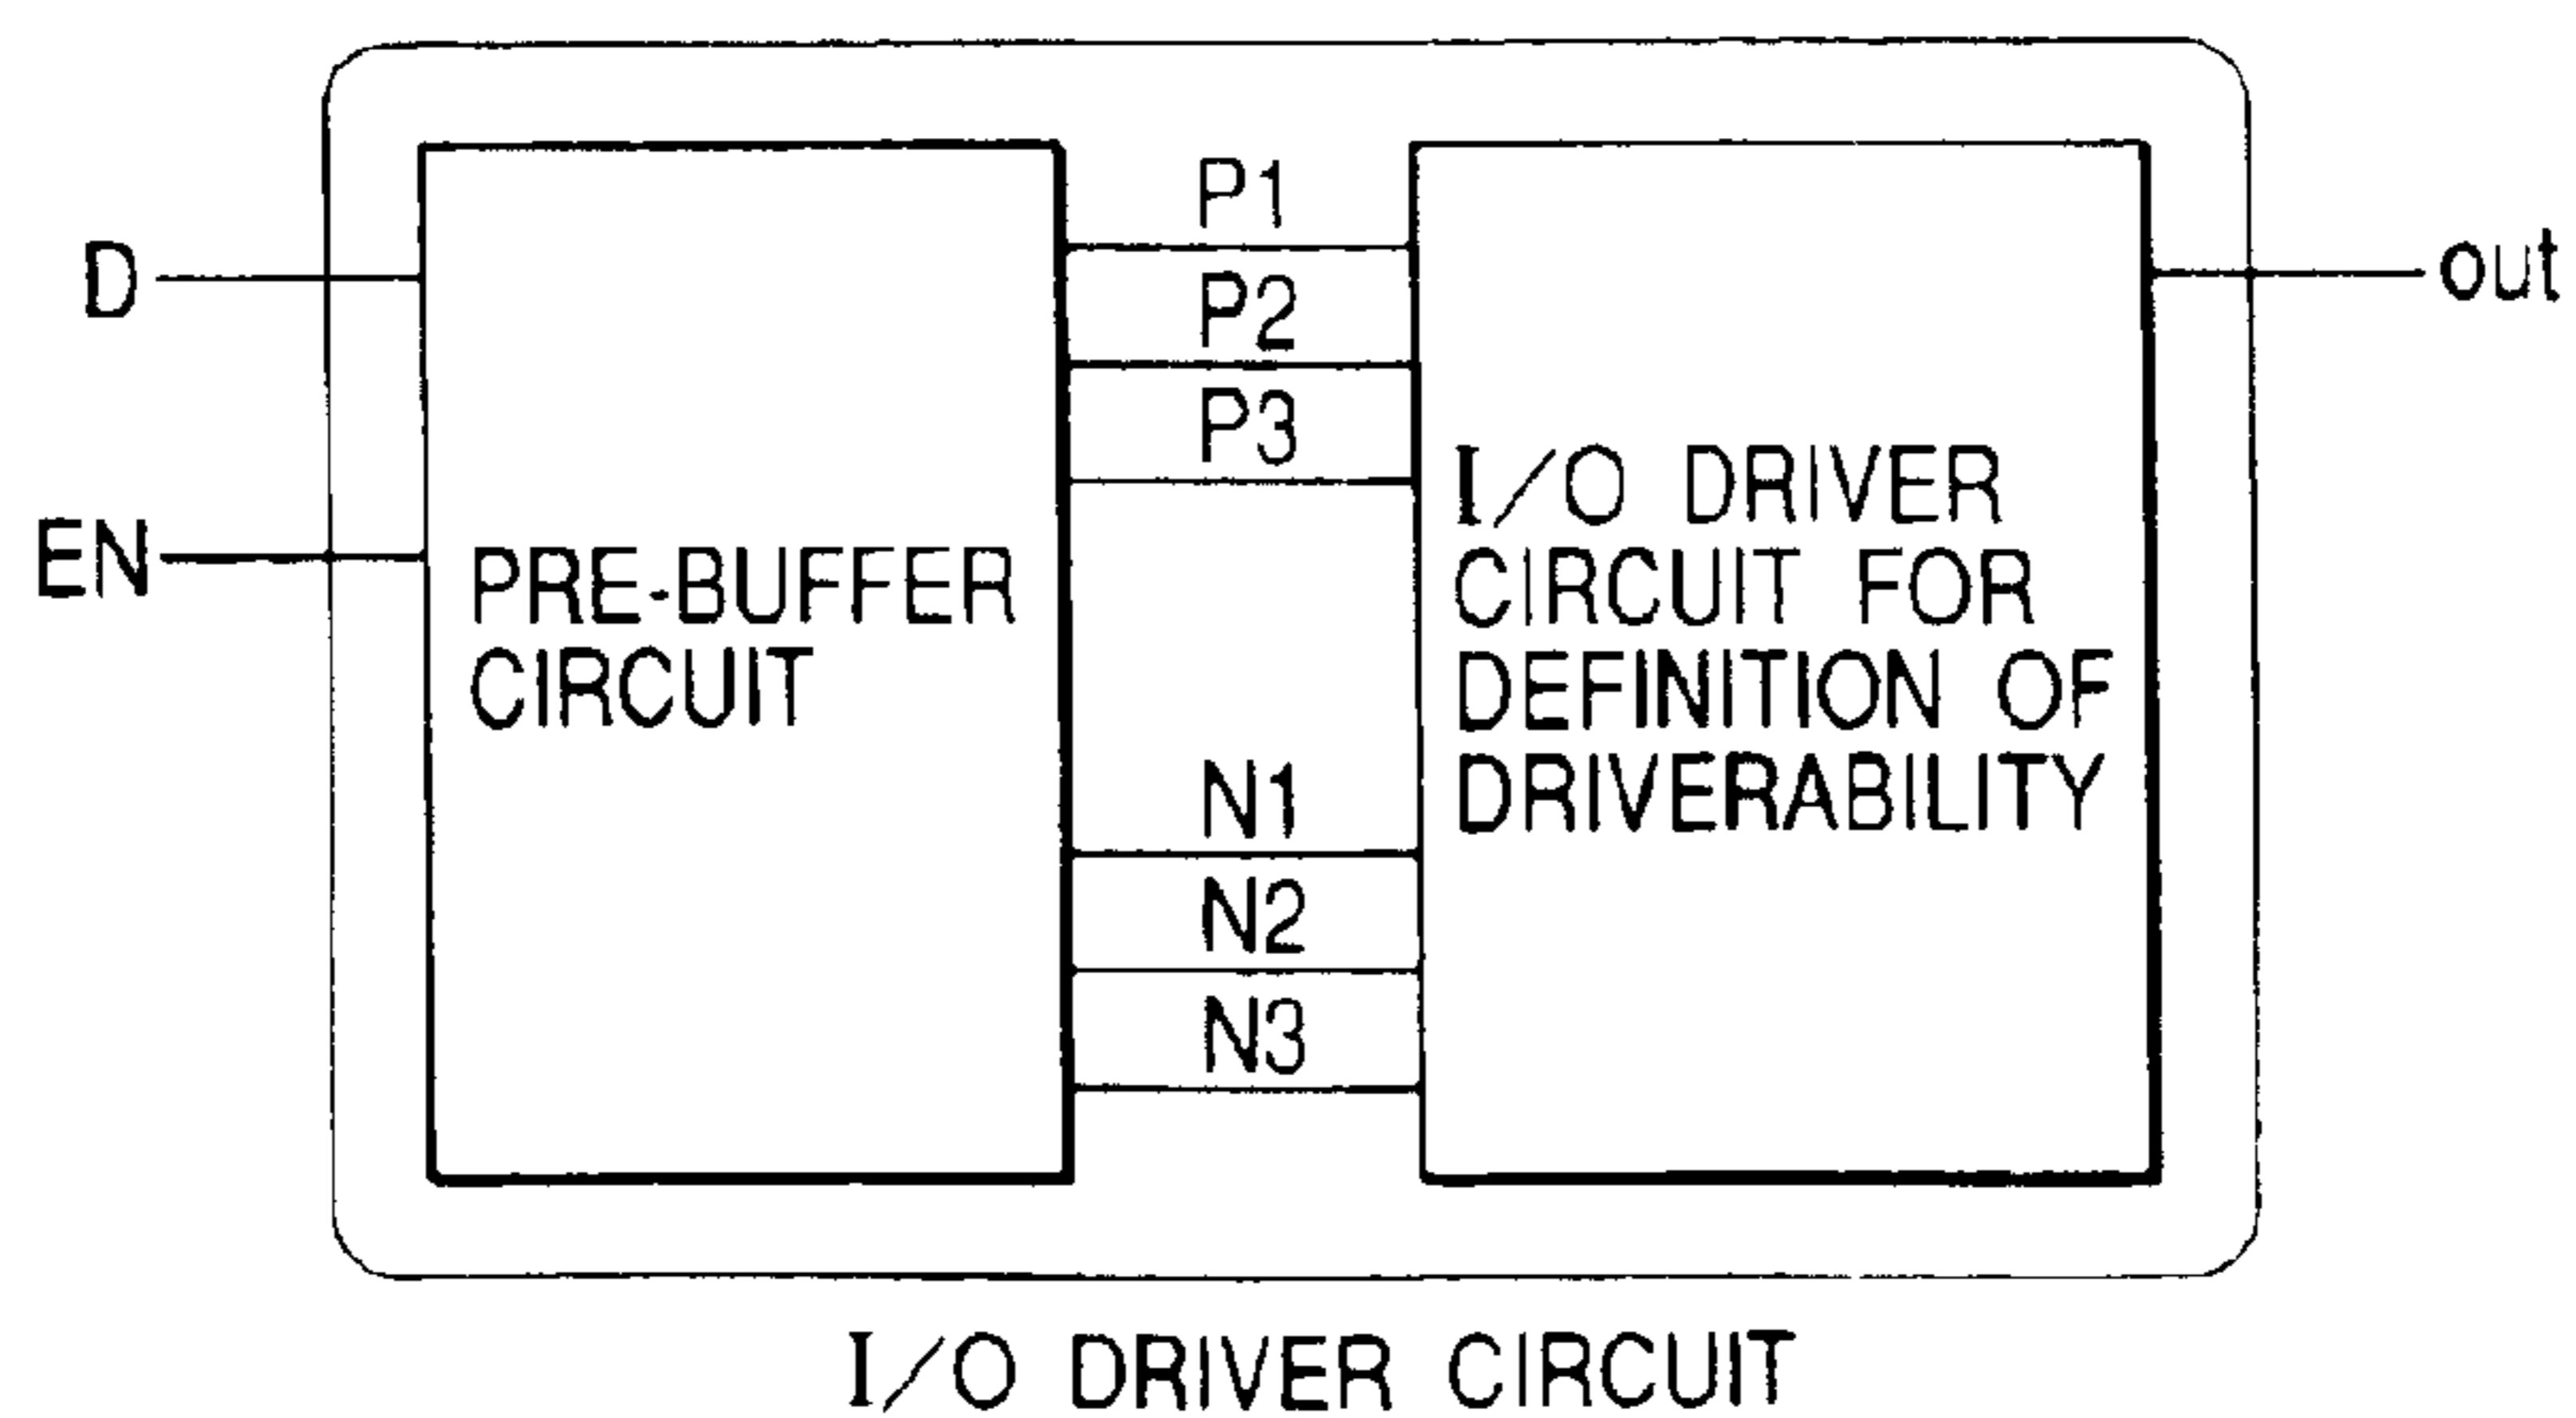 D
EN
PRE-BUFFER
CIRCUIT
P1
P2
P3
N1
N2
N3
I/O DRIVER
CIRCUIT FOR
DEFINITION OF
DRIVERABILITY
out
I/O DRIVER CIRCUIT